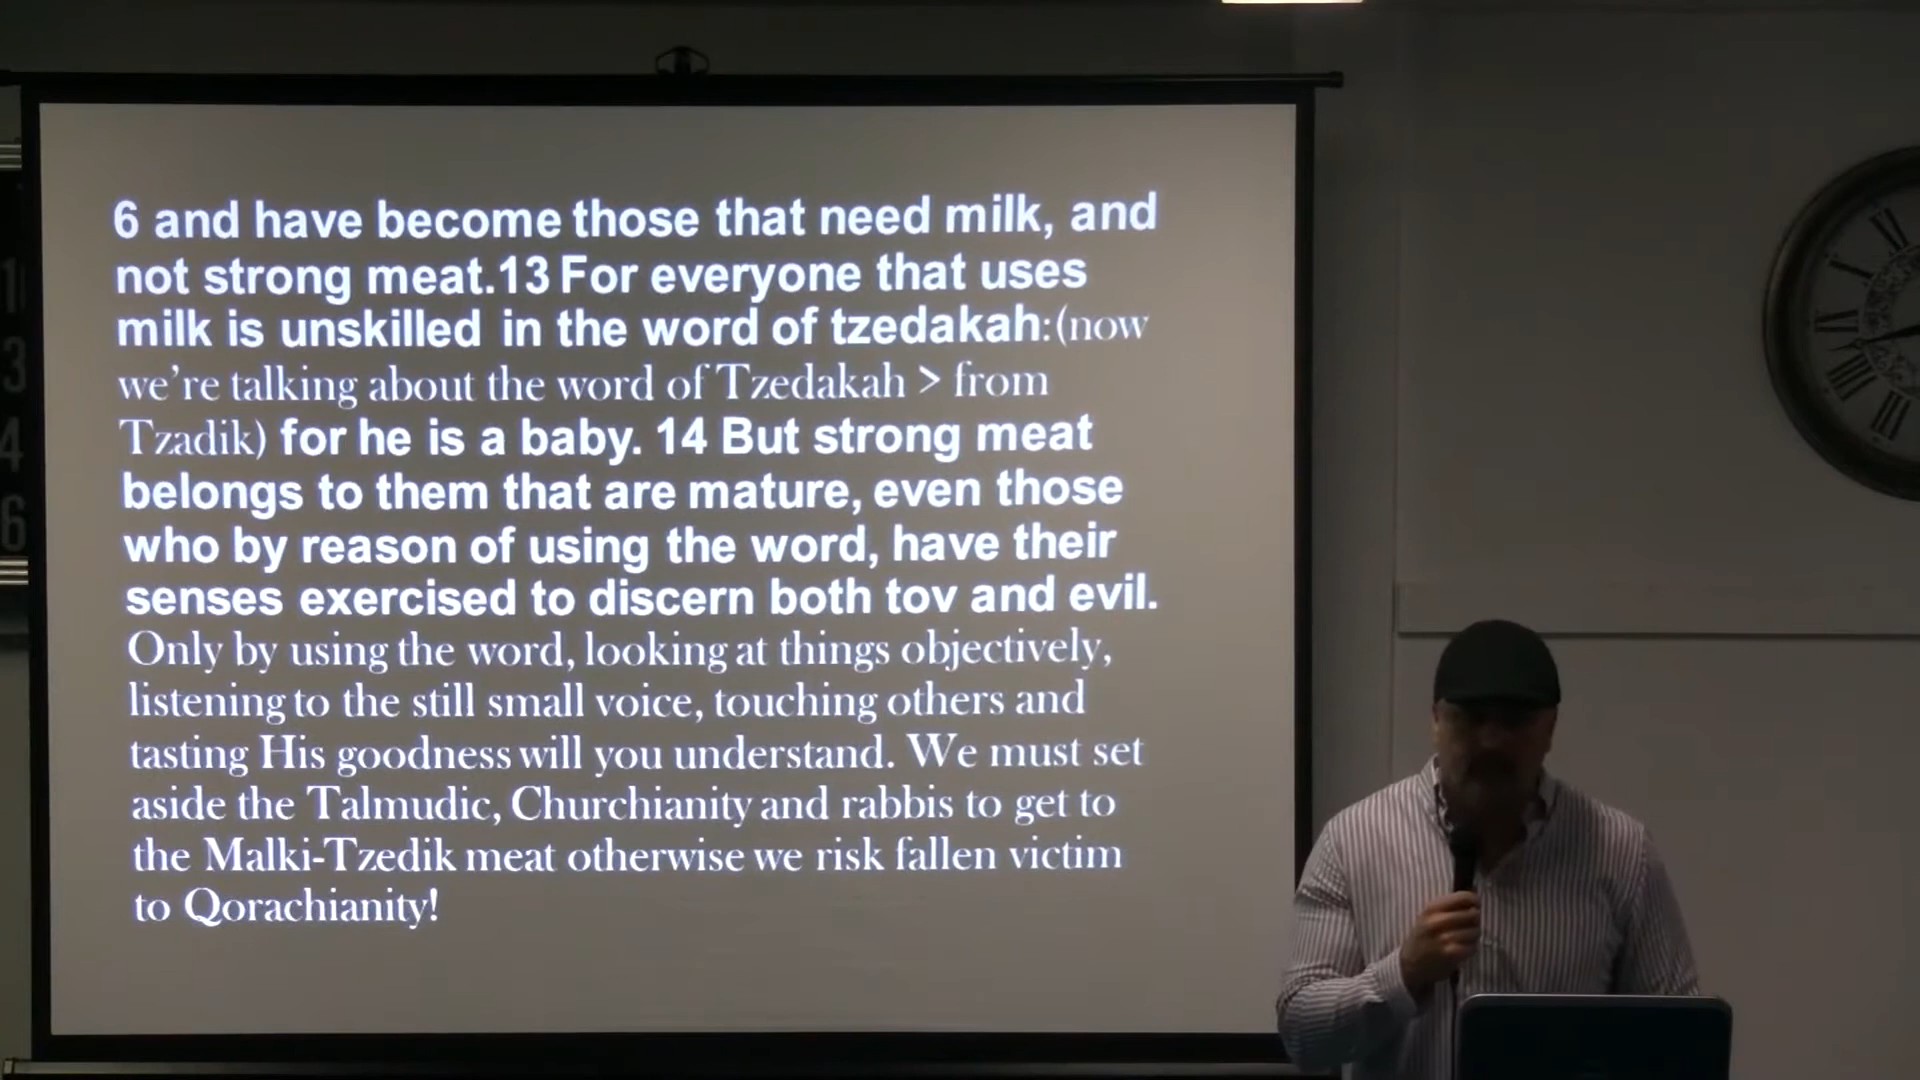 6 and have become those that need milk, and
not strong meat.13 For everyone that uses
milk is unskilled in the word of tzedakah:(now
we’re talking about the word of Tzedakah > from
Tzadik) for he is a baby. 14 But strong meat
belongs to them that are mature, even those
who by reason of using the word, have their
senses exercised to discern both tov and evil.
Only by using the word, looking at things objectively,
listening to the still small voice, touching others and
tasting His goodness will you understand. We must set
aside the Talmudic, Churchianity and rabbis to get to
the Malki-Tzedik meat otherwise we risk fallen victim
to Qorachianity!